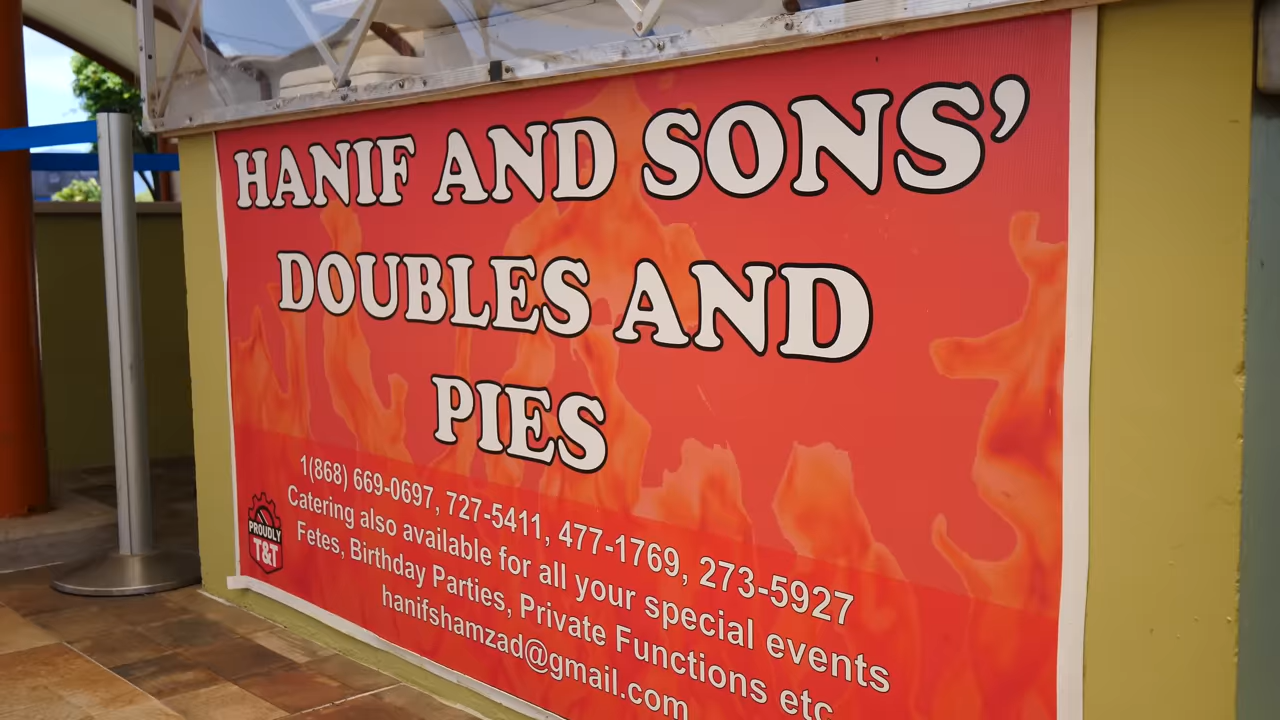 HANIF AND SONS’
DOUBLES AND
PIES
1(868) 669-0697, 727-5411, 477-1769, 273-5927
Catering also available for all your special events
Fetes, Birthday Parties, Private Functions etc
hanifshamzad@gmail.com
PROUDLY
T&T